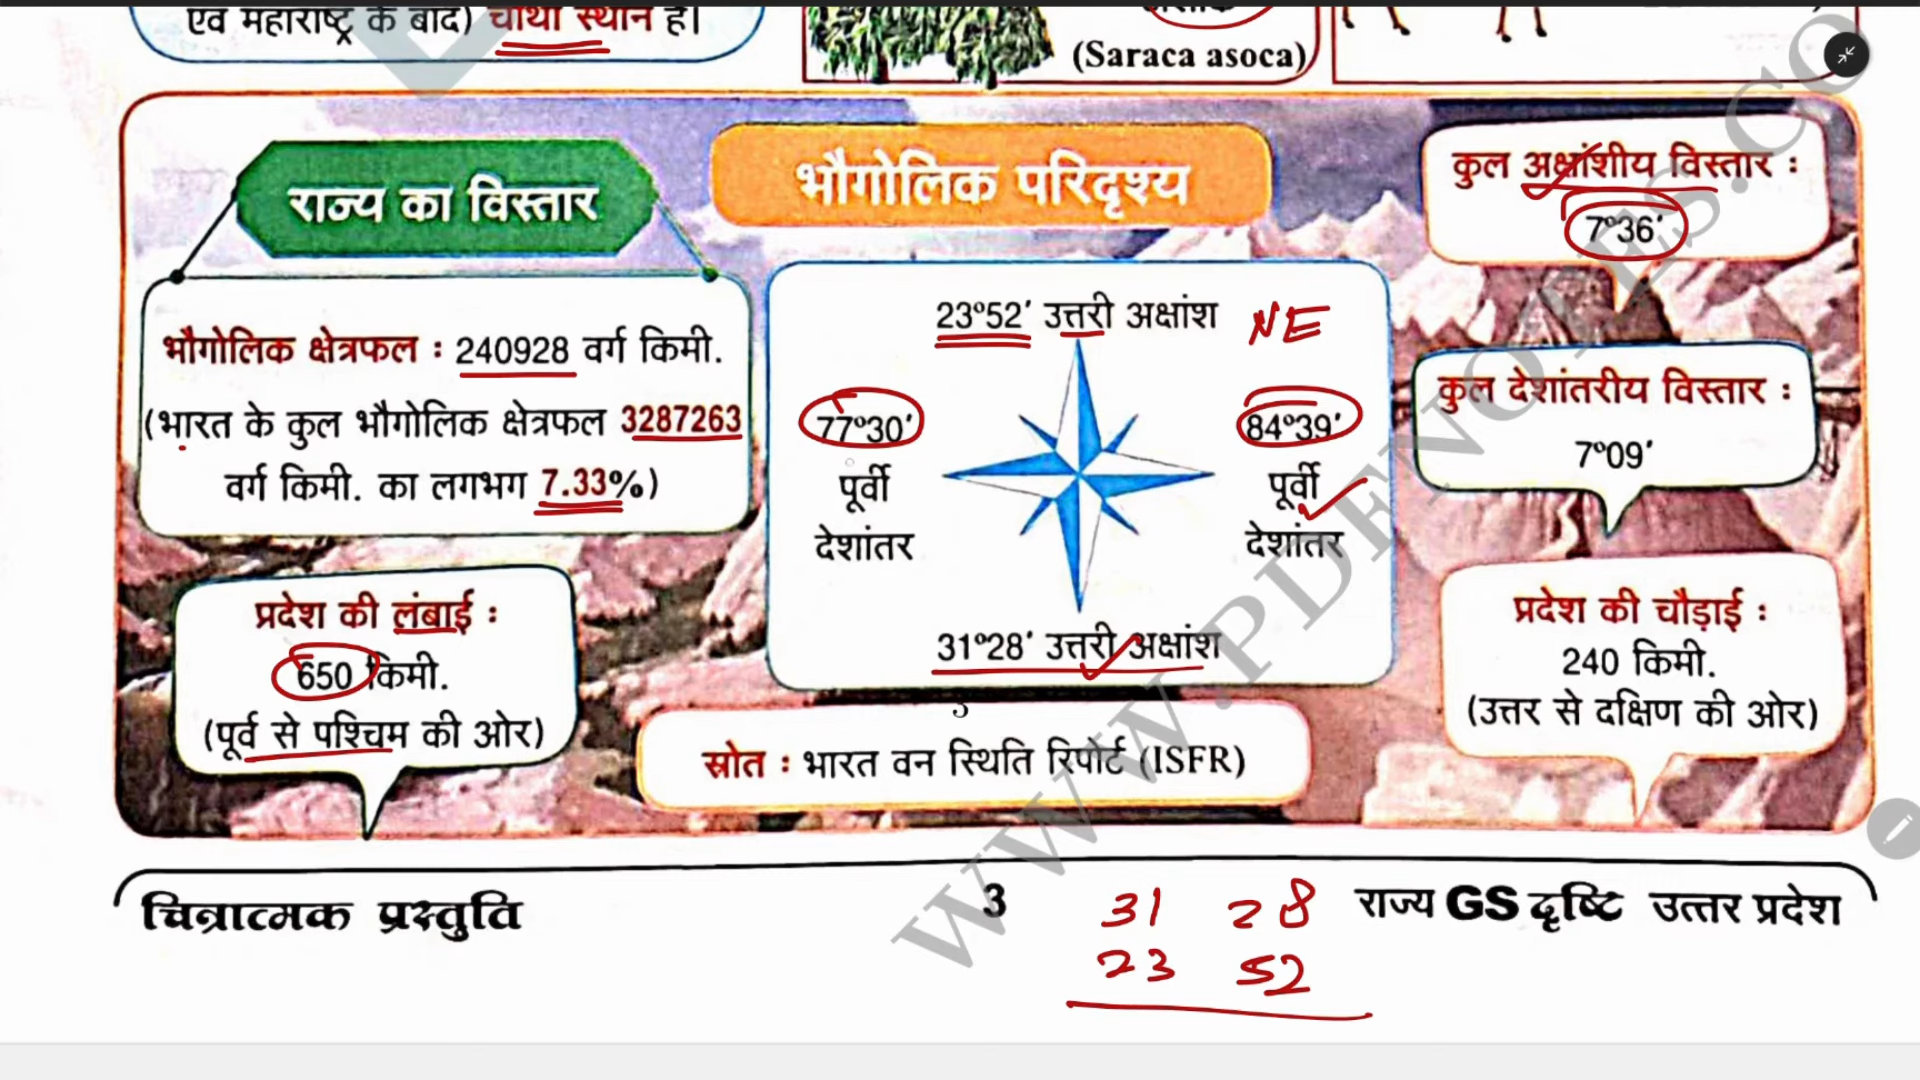 एवं महाराष्ट्र के बाद) चौथा स्थान है।
(Saraca asoca)
राज्य का विस्तार
भौगोलिक क्षेत्रफल : 240928 वर्ग किमी.
(भारत के कुल भौगोलिक क्षेत्रफल 3287263
वर्ग किमी. का लगभग 7.33%)
प्रदेश की लंबाई :
650 किमी.
(पूर्व से पश्चिम की ओर)
भौगोलिक परिदृश्य
23°52′ उत्तरी अक्षांश
NE
77°30′
पूर्वी
देशांतर
84°39′
पूर्वी
देशांतर
31°28′ उत्तरी अक्षांश
स्रोत : भारत वन स्थिति रिपोर्ट (ISFR)
कुल अक्षांशीय विस्तार :
7°36′
कुल देशांतरीय विस्तार :
7°09′
प्रदेश की चौड़ाई :
240 किमी.
(उत्तर से दक्षिण की ओर)
चित्रात्मक प्रस्तुति
3
राज्य GS दृष्टि उत्तर प्रदेश
31 28
23 52